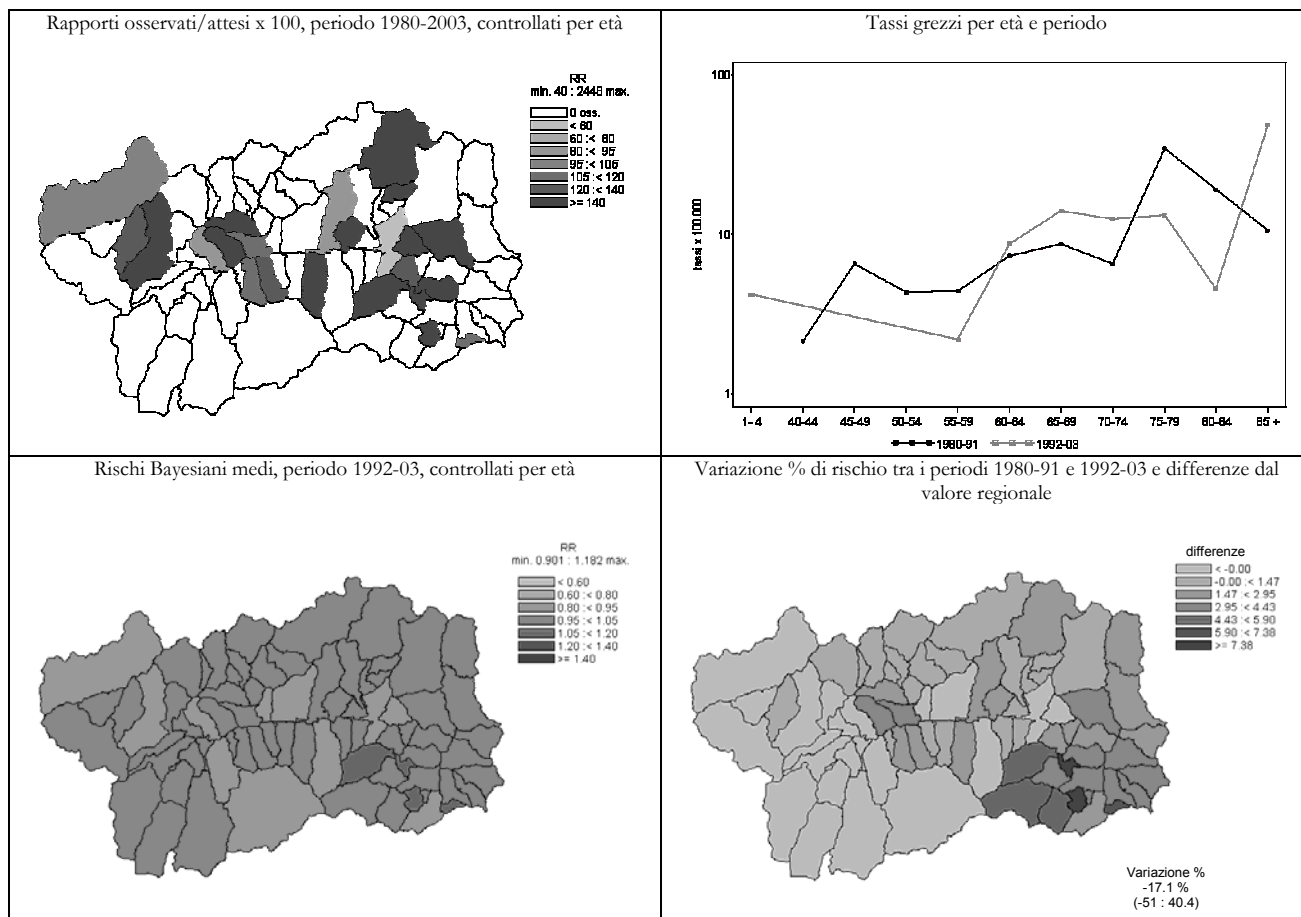 Rapporti osservati/attesi x 100, periodo 1980-2003, controllati per età
RR
min. 40 : 2448 max.
0 oss.
< 60
60 :< 80
80 :< 95
95 :< 105
105 :< 120
120 :< 140
>= 140
Tassi grezzi per età e periodo
100
10
1
tassi x 100.000
1-4 40-44 45-49 50-54 55-59 60-64 65-69 70-74 75-79 80-84 85 +
1980-91 1992-03
Rischi Bayesiani medi, periodo 1992-03, controllati per età
RR
min. 0.901 : 1.182 max.
< 0.60
0.60 :< 0.80
0.80 :< 0.95
0.95 :< 1.05
1.05 :< 1.20
1.20 :< 1.40
>= 1.40
Variazione % di rischio tra i periodi 1980-91 e 1992-03 e differenze dal
valore regionale
differenze
< -0.00
-0.00 :< 1.47
1.47 :< 2.95
2.95 :< 4.43
4.43 :< 5.90
5.90 :< 7.38
>= 7.38
Variazione %
-17.1 %
(-51 : 40.4)